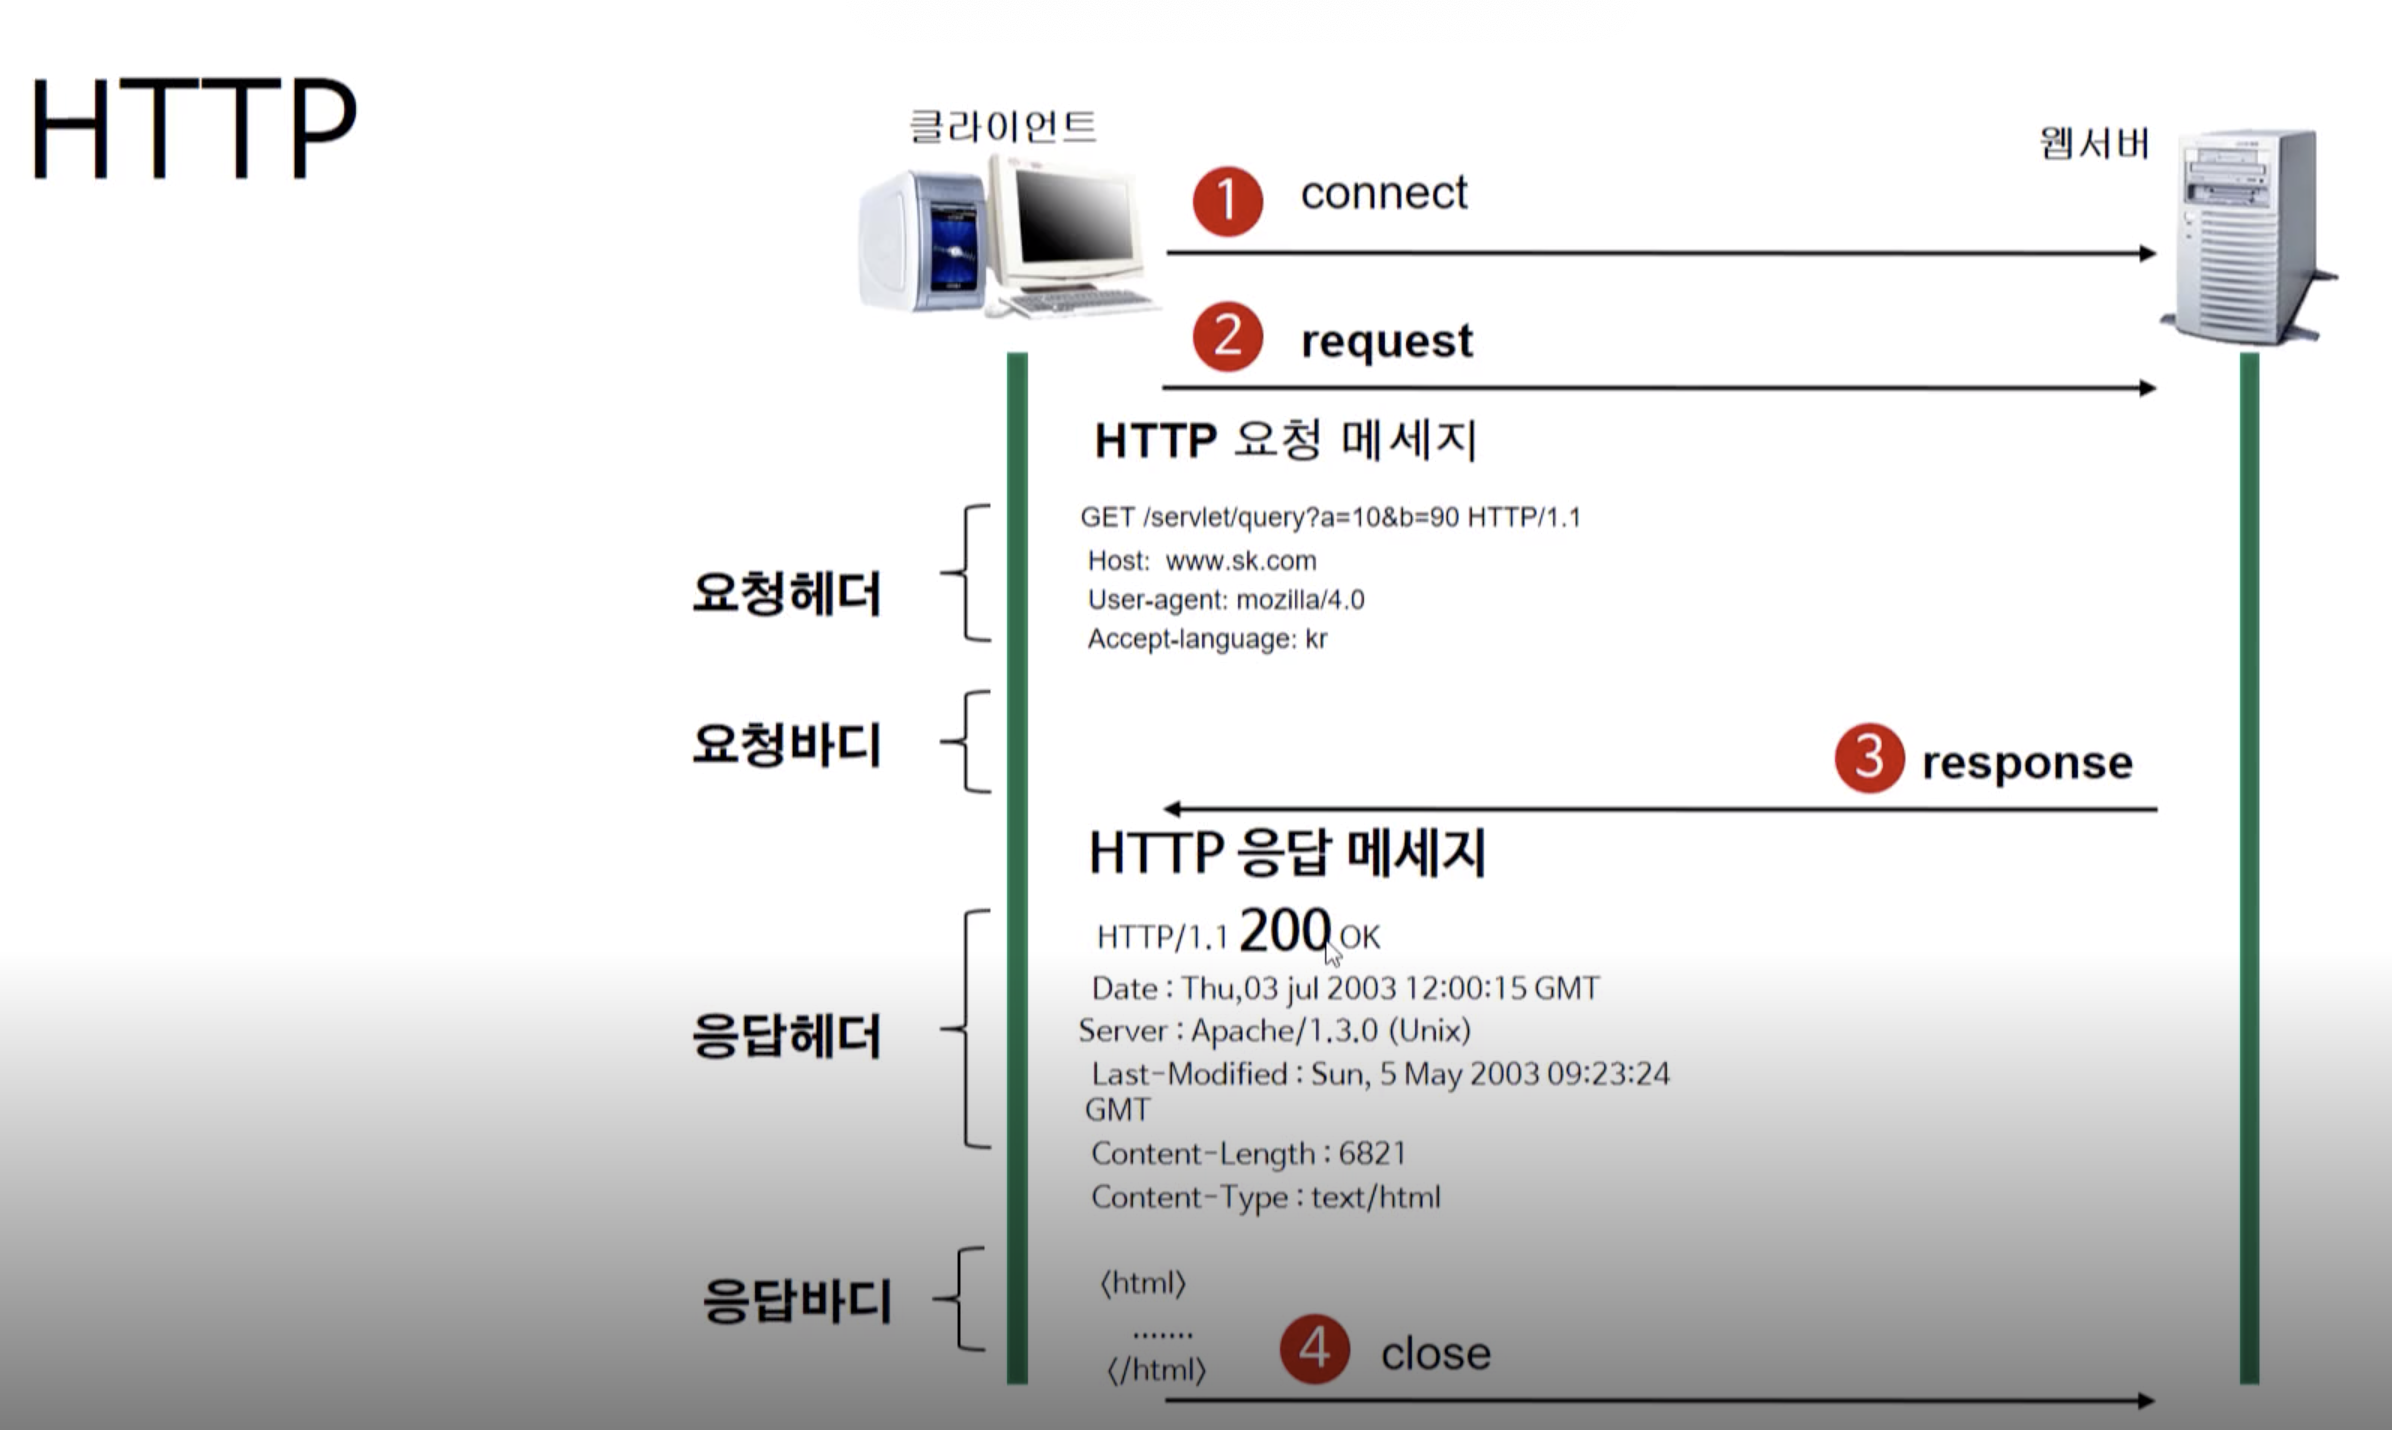 HTTP
클라이언트
웹서버
1 connect
2 request
HTTP 요청 메세지
요청헤더
GET /servlet/query?a=10&b=90 HTTP/1.1
Host: www.sk.com
User-agent: mozilla/4.0
Accept-language: kr
요청바디
3 response
HTTP 응답 메세지
응답헤더
HTTP/1.1 200 OK
Date : Thu,03 jul 2003 12:00:15 GMT
Server : Apache/1.3.0 (Unix)
Last-Modified : Sun, 5 May 2003 09:23:24
GMT
Content-Length : 6821
Content-Type : text/html
응답바디
<html>
.......
</html>
4 close